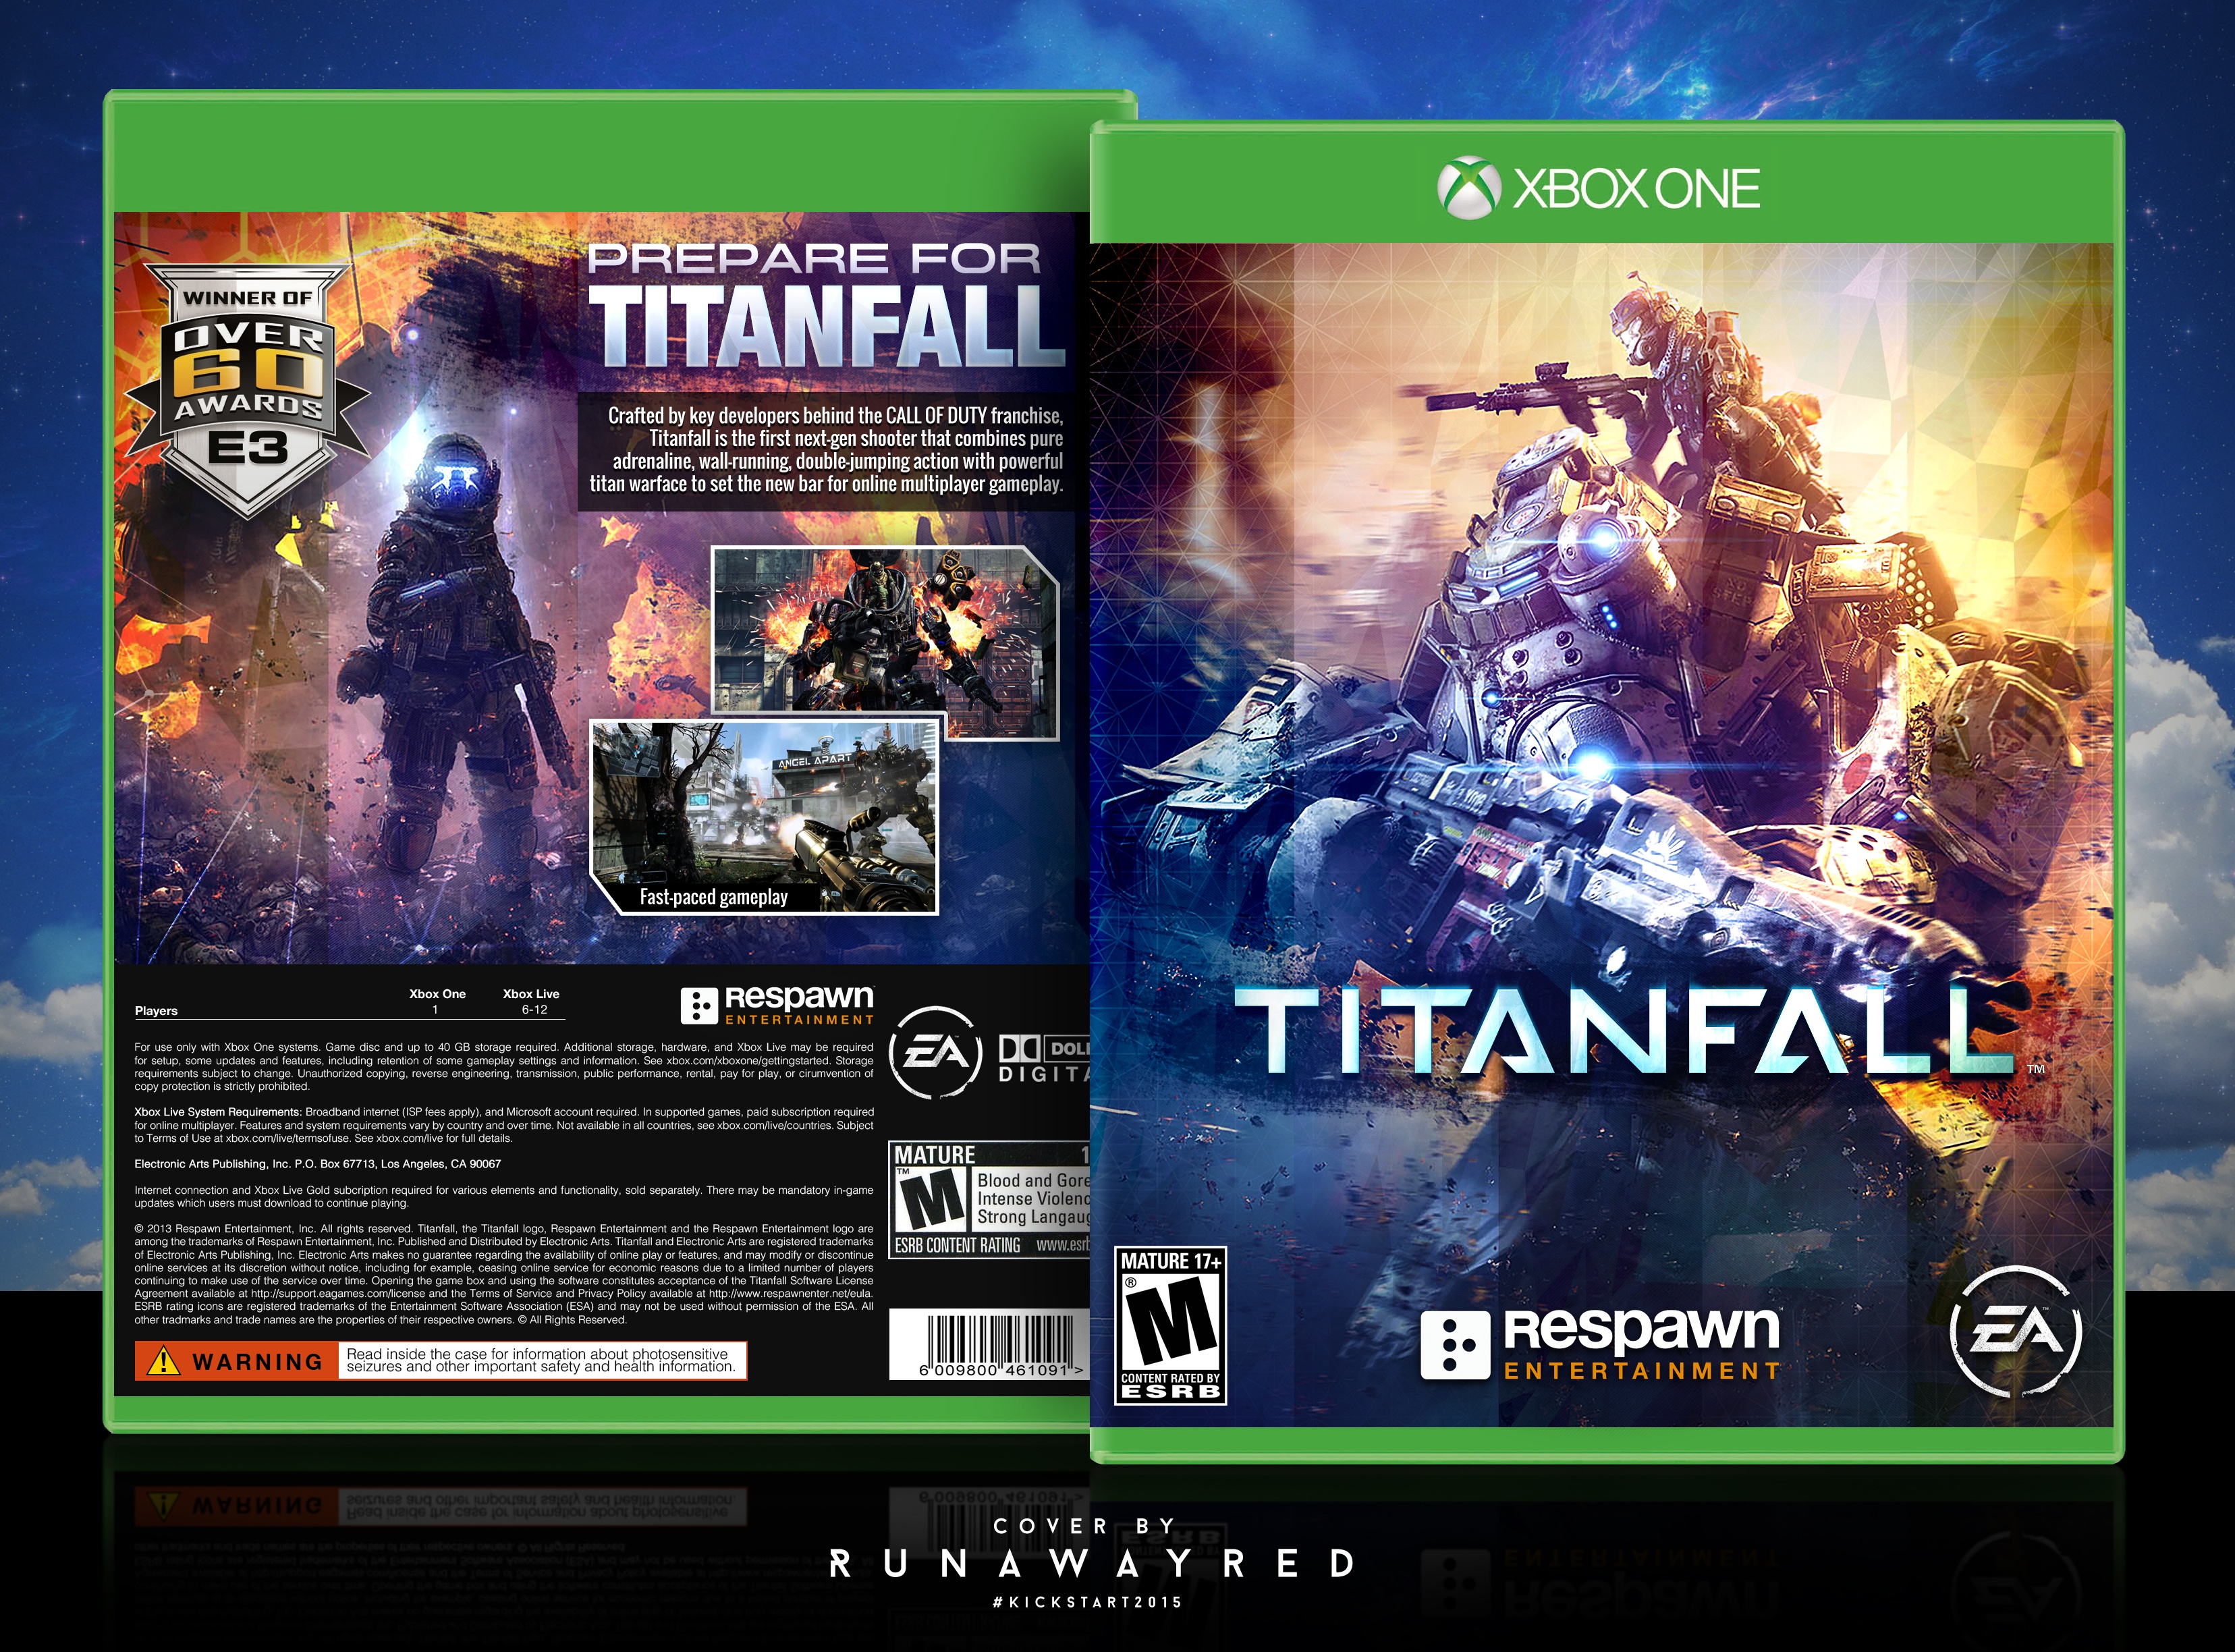 WINNER OF
OVER
60
AWARDS
E3
PREPARE FOR
TITANFALL
Crafted by key developers behind the CALL OF DUTY franchise,
Titanfall is the first next-gen shooter that combines pure
adrenaline, wall-running, double-jumping action with powerful
titan warface to set the new bar for online multiplayer gameplay.
ANGEL APART
Fast-paced gameplay
Xbox One Xbox Live
Players 1 6-12
Respawn
ENTERTAINMENT
EA
DIGITA
For use only with Xbox One systems. Game disc and up to 40 GB storage required. Additional storage, hardware, and Xbox Live may be required
for setup, some updates and features, including retention of some gameplay settings and information. See xbox.com/xboxone/gettingstarted. Storage
requirements subject to change. Unauthorized copying, reverse engineering, transmission, public performance, rental, pay for play, or cirumvention of
copy protection is strictly prohibited.
Xbox Live System Requirements: Broadband internet (ISP fees apply), and Microsoft account required. In supported games, paid subscription required
for online multiplayer. Features and system requirements vary by country and over time. Not available in all countries, see xbox.com/live/countries. Subject
to Terms of Use at xbox.com/live/termsofuse. See xbox.com/live for full details.
Electronic Arts Publishing, Inc. P.O. Box 67713, Los Angeles, CA 90067
Internet connection and Xbox Live Gold subcription required for various elements and functionality, sold separately. There may be mandatory in-game
updates which users must download to continue playing.
© 2013 Respawn Entertainment, Inc. All rights reserved. Titanfall, the Titanfall logo, Respawn Entertainment and the Respawn Entertainment logo are
among the trademarks of Respawn Entertainment, Inc. Published and Distributed by Electronic Arts. Titanfall and Electronic Arts are registered trademarks
of Electronic Arts Publishing, Inc. Electronic Arts makes no guarantee regarding the availability of online play or features, and may modify or discontinue
online services at its discretion without notice, including for example, ceasing online service for economic reasons due to a limited number of players
continuing to make use of the service over time. Opening the game box and using the software constitutes acceptance of the Titanfall Software License
Agreement available at http://support.eagames.com/license and the Terms of Service and Privacy Policy available at http://www.respawnenter.net/eula.
ESRB rating icons are registered trademarks of the Entertainment Software Association (ESA) and may not be used without permission of the ESA. All
other tradmarks and trade names are the properties of their respective owners. © All Rights Reserved.
MATURE 1
™
M
Blood and Gore
Intense Violenc
Strong Langaug
ESRB CONTENT RATING www.esrb
WARNING
Read inside the case for information about photosensitive
seizures and other important safety and health information.
6 009800 461091 >
XBOX ONE
TITANFALL™
MATURE 17+
®
M
CONTENT RATED BY
ESRB
Respawn™
ENTERTAINMENT
EA™
COVER BY
RUNAWAYRED
#KICKSTART2015